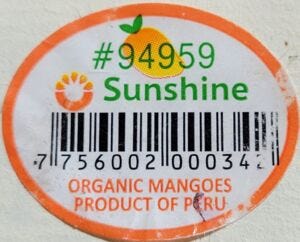 #94959
Sunshine
7 756002 000342
ORGANIC MANGOES
PRODUCT OF PERU